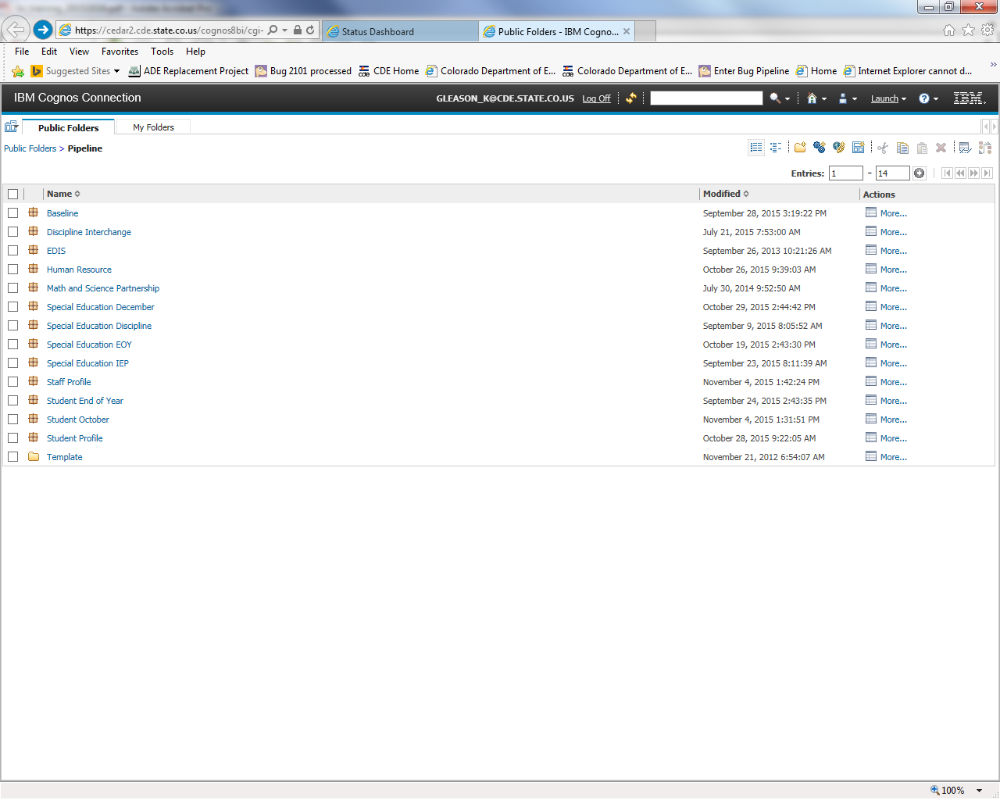 https://cedar2.cde.state.co.us/cognos8bi/cgi-
Status Dashboard
Public Folders - IBM Cogno...
File Edit View Favorites Tools Help
Suggested Sites
ADE Replacement Project
Bug 2101 processed
CDE Home
Colorado Department of E...
Colorado Department of E...
Enter Bug Pipeline
Home
Internet Explorer cannot d...
IBM Cognos Connection
GLEASON_K@CDE.STATE.CO.US Log Off
Launch
IBM.
Public Folders My Folders
Public Folders > Pipeline
Entries: 1 - 14
Name Modified Actions
Baseline September 28, 2015 3:19:22 PM More...
Discipline Interchange July 21, 2015 7:53:00 AM More...
EDIS September 26, 2013 10:21:26 AM More...
Human Resource October 26, 2015 9:39:03 AM More...
Math and Science Partnership July 30, 2014 9:52:50 AM More...
Special Education December October 29, 2015 2:44:42 PM More...
Special Education Discipline September 9, 2015 8:05:52 AM More...
Special Education EOY October 19, 2015 2:43:30 PM More...
Special Education IEP September 23, 2015 8:11:39 AM More...
Staff Profile November 4, 2015 1:42:24 PM More...
Student End of Year September 24, 2015 2:43:35 PM More...
Student October November 4, 2015 1:31:51 PM More...
Student Profile October 28, 2015 9:22:05 AM More...
Template November 21, 2012 6:54:07 AM More...
100%